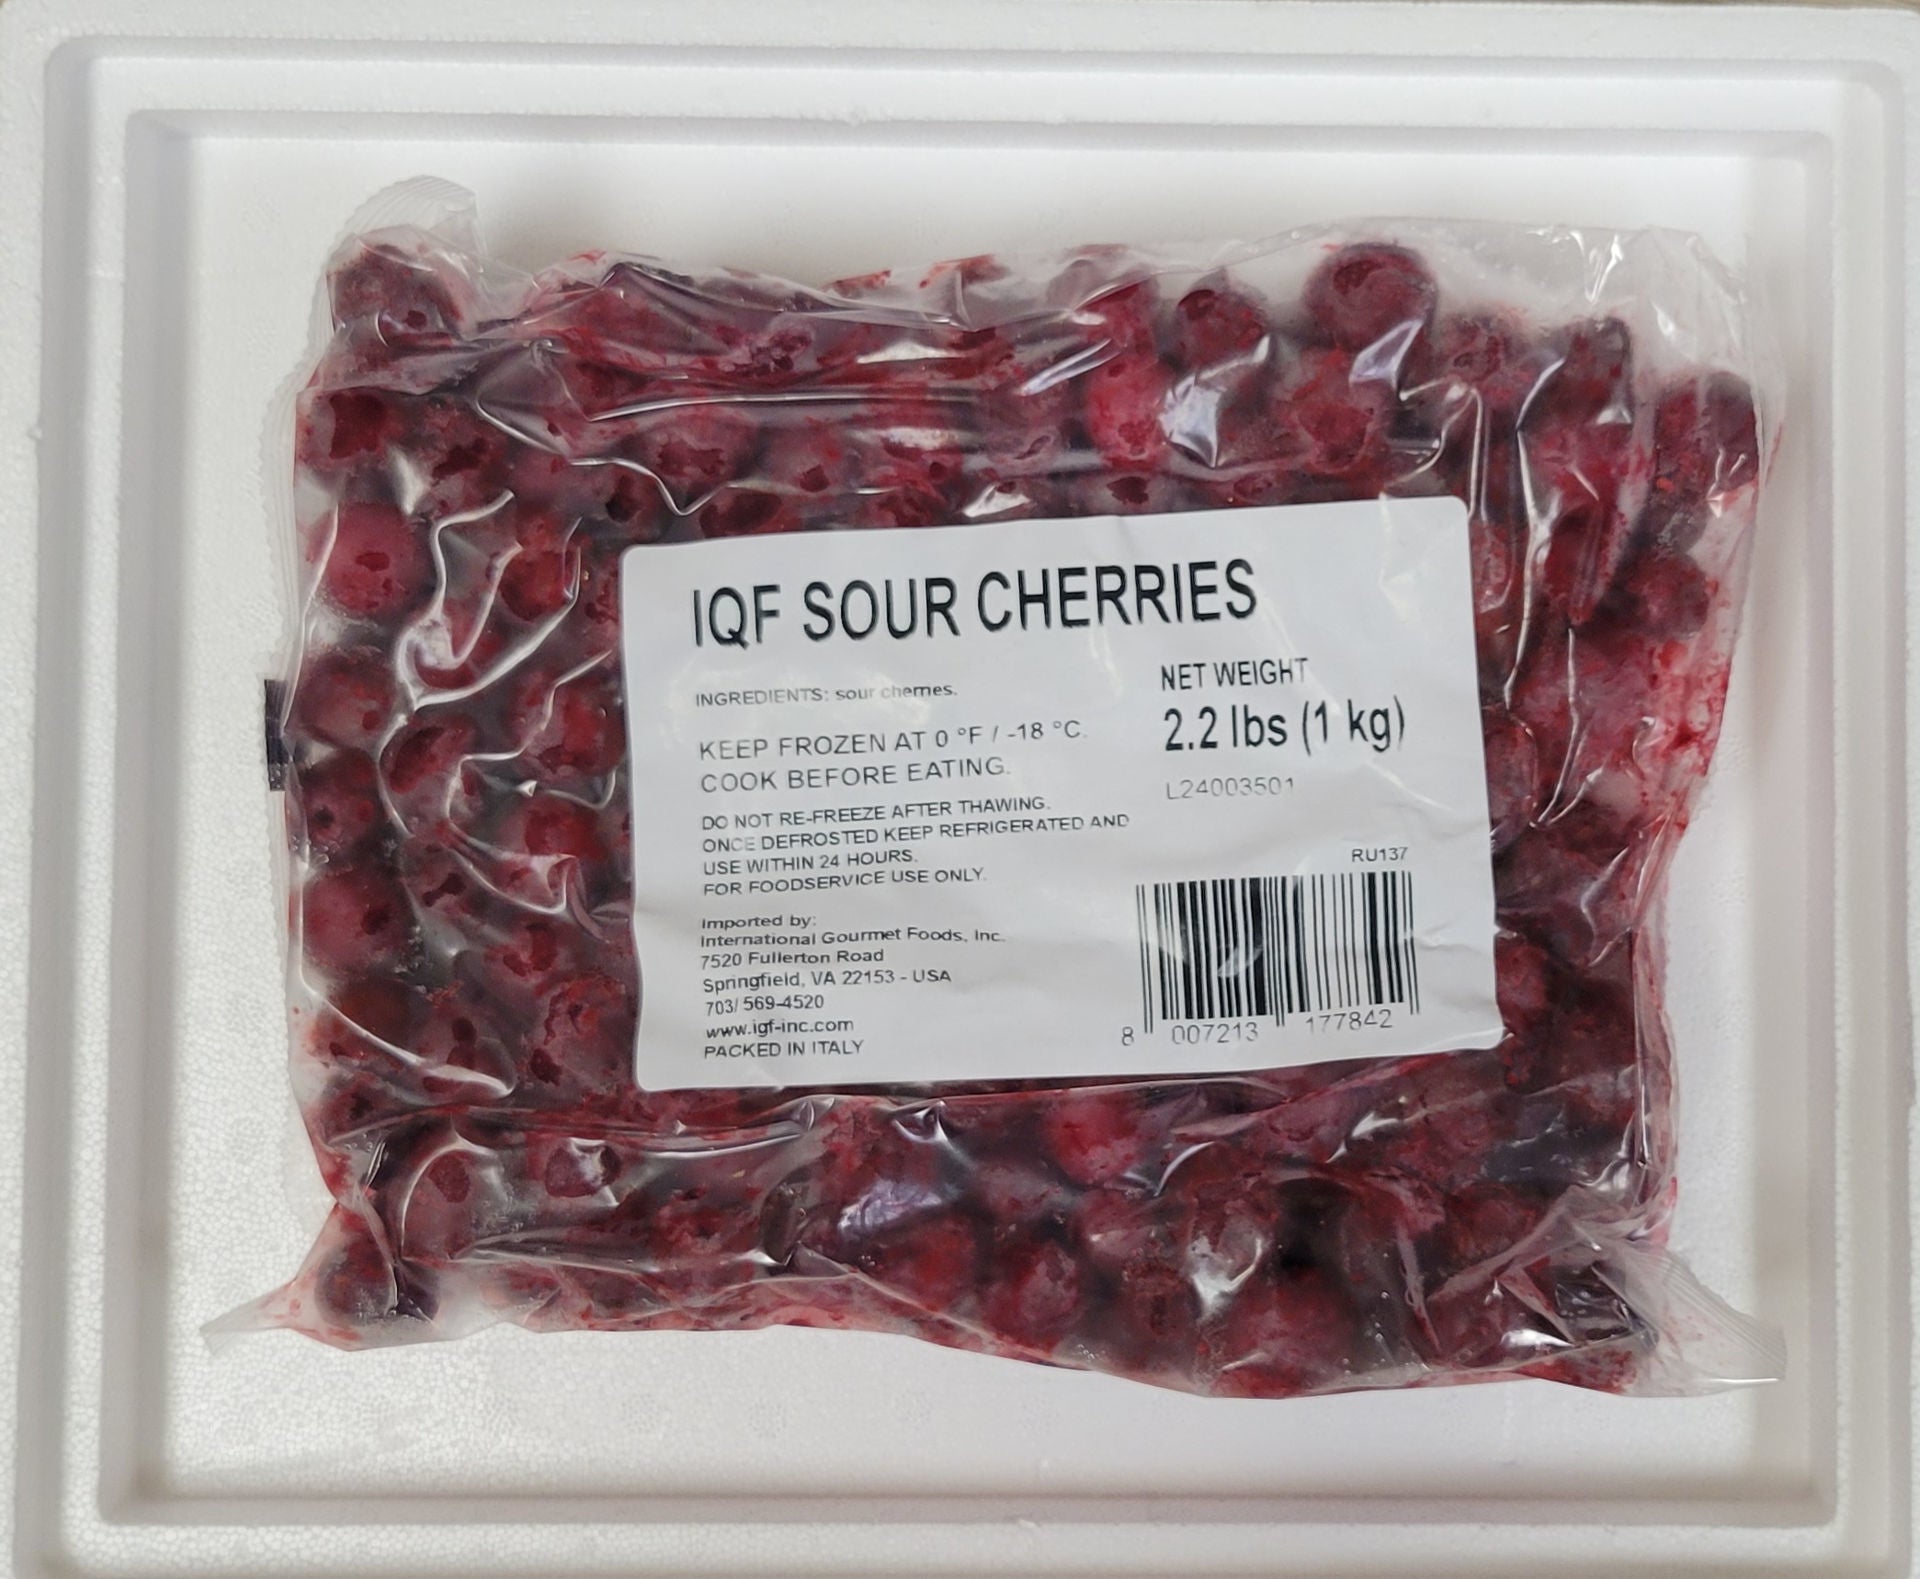 IQF SOUR CHERRIES
INGREDIENTS: sour cherries.
NET WEIGHT
2.2 lbs (1 kg)
L24003501
KEEP FROZEN AT 0 °F / -18 °C.
COOK BEFORE EATING.
DO NOT RE-FREEZE AFTER THAWING.
ONCE DEFROSTED KEEP REFRIGERATED AND
USE WITHIN 24 HOURS.
FOR FOODSERVICE USE ONLY.
Imported by:
International Gourmet Foods, Inc.
7520 Fullerton Road
Springfield, VA 22153 - USA
703/ 569-4520
www.igf-inc.com
PACKED IN ITALY
RU137
8 007213 177842